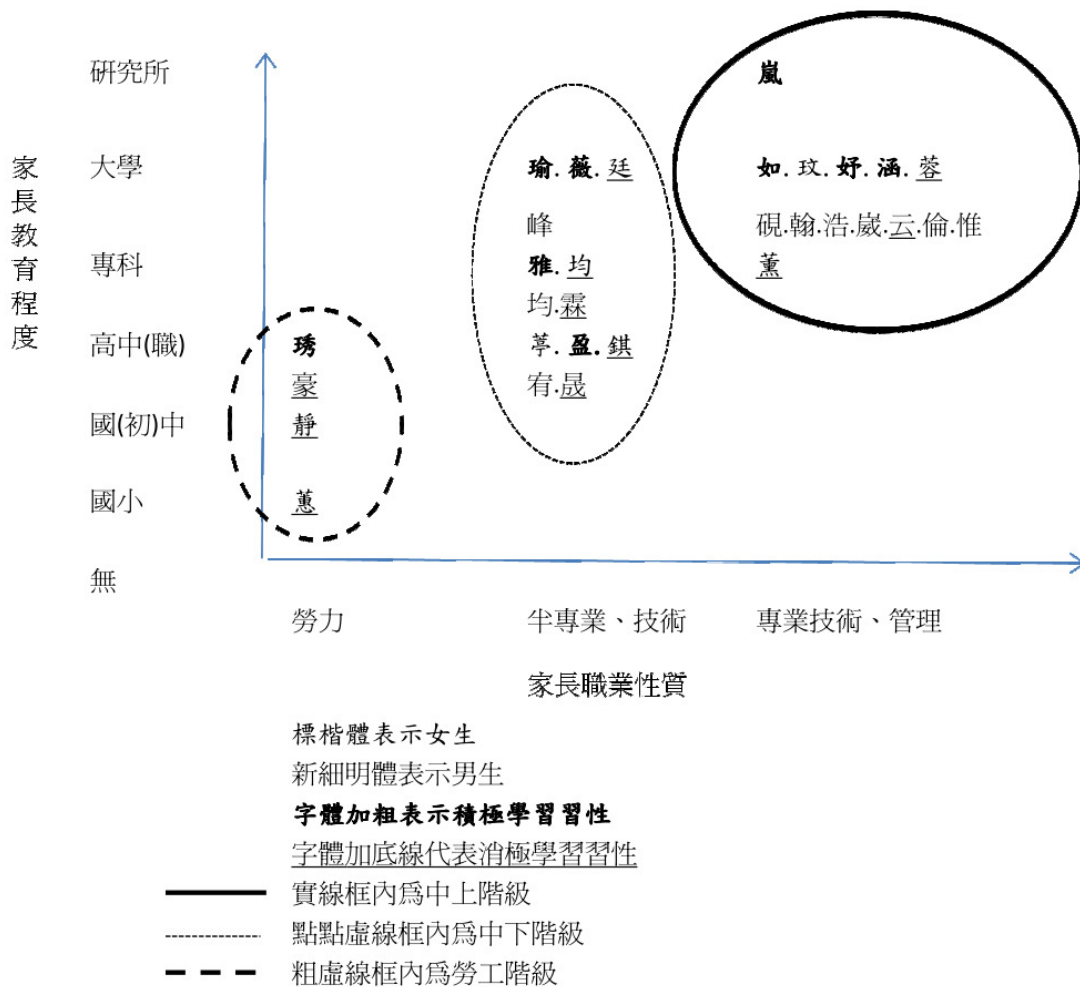 家長教育程度
研究所
嵐
大學
瑜.薇.廷
如.玟.妤.涵.蓉
峰
硯.翰.浩.崴.云.倫.惟
專科
雅.均
薰
均.霖
高中(職)
琇
葶.盈.錤
豪
宥.晟
國(初)中
靜
國小
蕙
無
勞力
半專業、技術
專業技術、管理
家長職業性質
標楷體表示女生
新細明體表示男生
字體加粗表示積極學習習性
字體加底線代表消極學習習性
實線框內為中上階級
點點虛線框內為中下階級
粗虛線框內為勞工階級